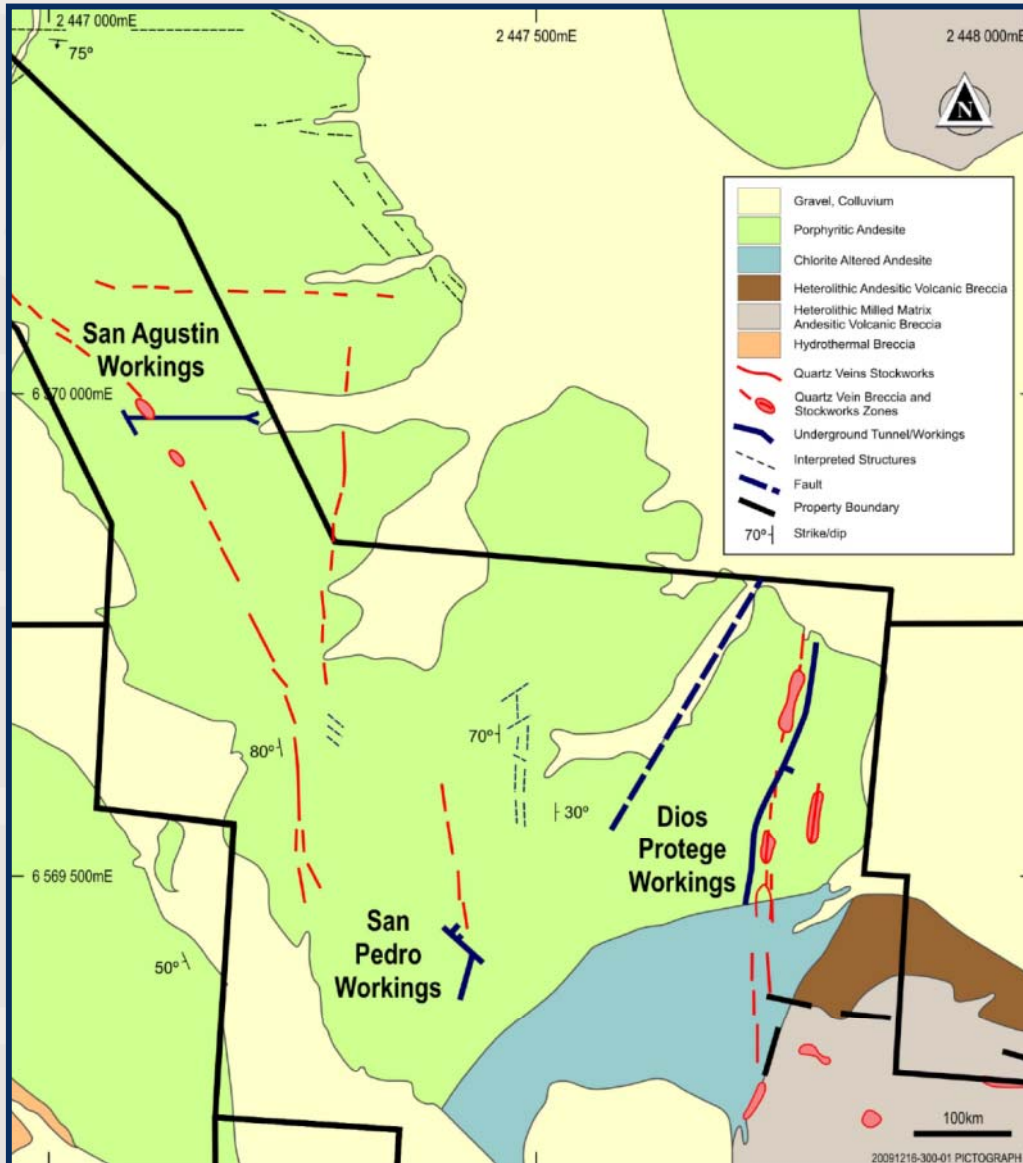 2 447 000mE
2 447 500mE
2 448 000mE
75°
N
Gravel, Colluvium
Porphyritic Andesite
Chlorite Altered Andesite
Heterolithic Andesitic Volcanic Breccia
Heterolithic Milled Matrix
Andesitic Volcanic Breccia
Hydrothermal Breccia
Quartz Veins Stockworks
Quartz Vein Breccia and
Stockworks Zones
Underground Tunnel/Workings
Interpreted Structures
Fault
Property Boundary
70° Strike/dip
San Agustin
Workings
6 570 000mE
80°
70°
30°
Dios
Protege
Workings
6 569 500mE
San
Pedro
Workings
50°
100km
20091216-300-01 PICTOGRAPH